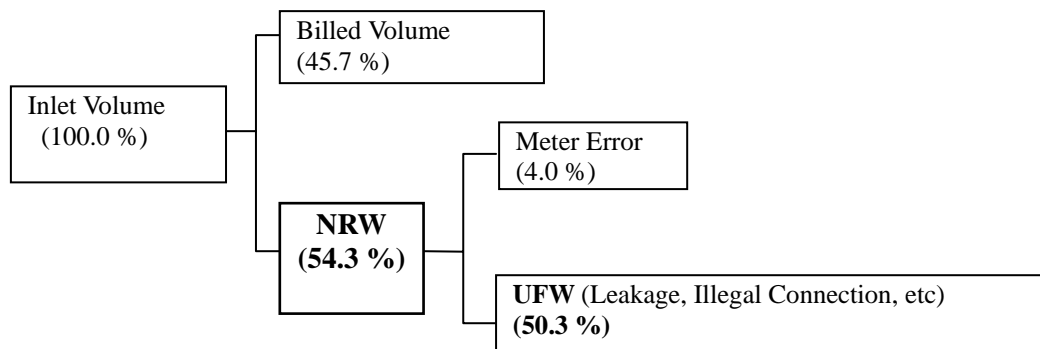 Billed Volume
(45.7 %)
Inlet Volume
(100.0 %)
Meter Error
(4.0 %)
NRW
(54.3 %)
UFW (Leakage, Illegal Connection, etc)
(50.3 %)